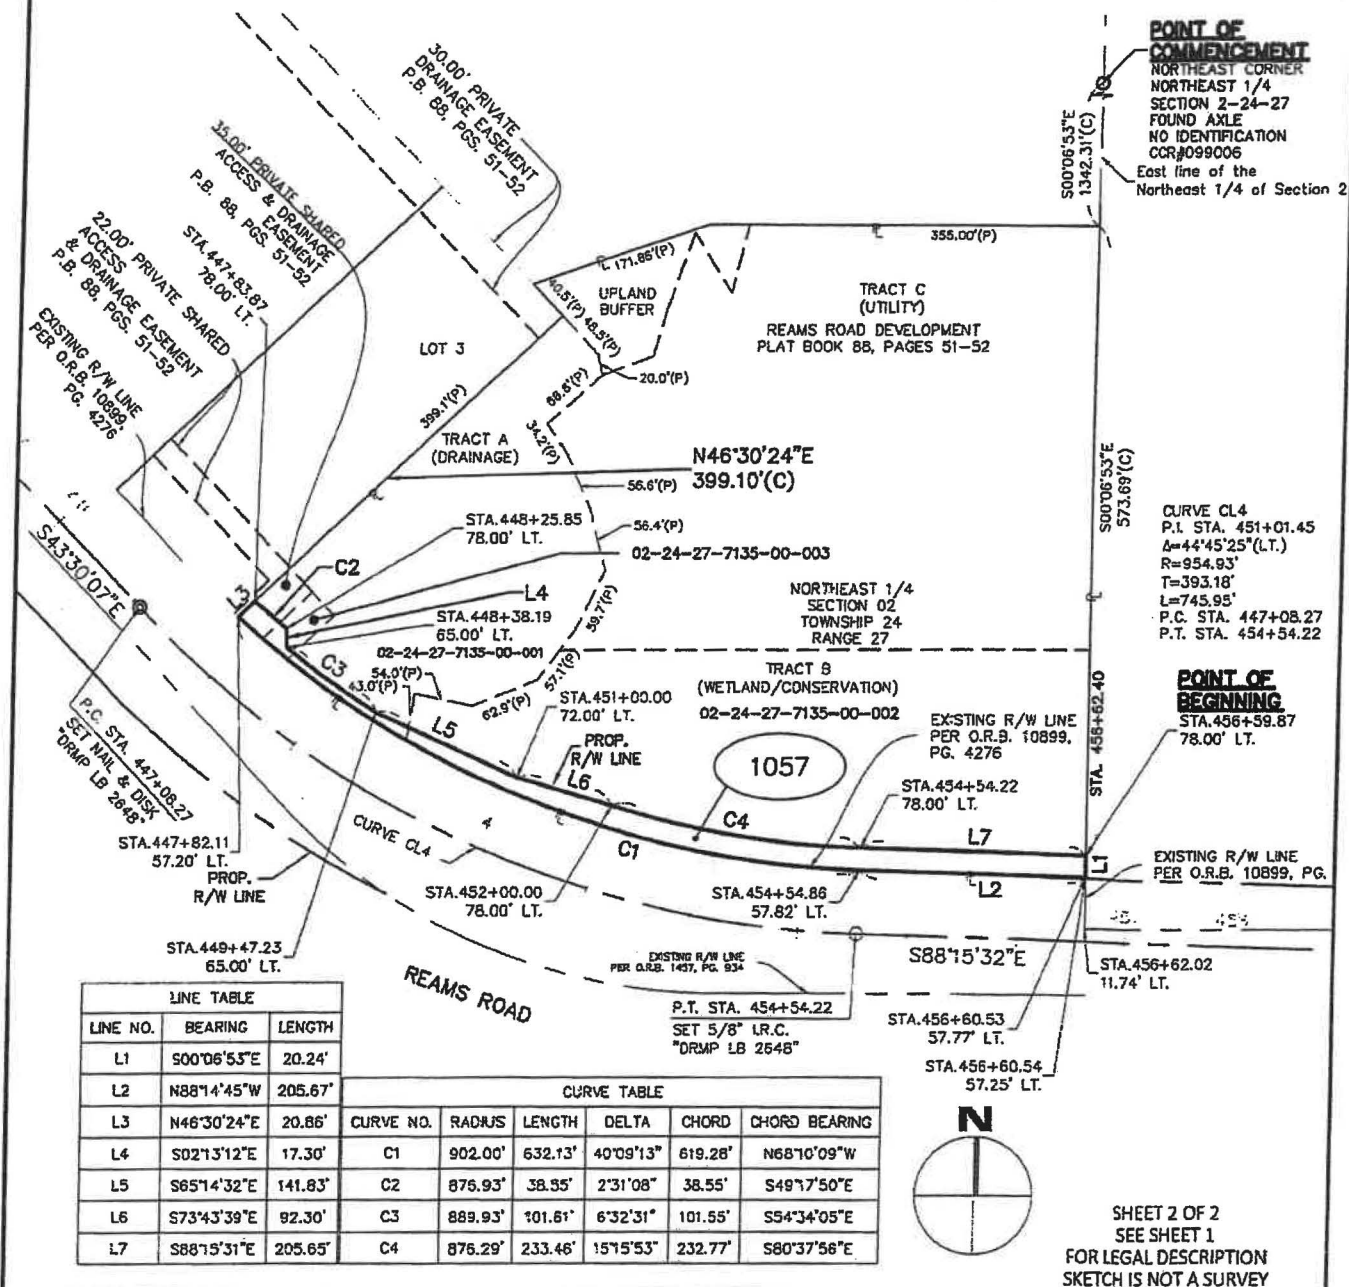 POINT OF
COMMENCEMENT
NORTHEAST CORNER
NORTHEAST 1/4
SECTION 2-24-27
FOUND AXLE
NO IDENTIFICATION
CCR#099006
East line of the
Northeast 1/4 of Section 2
S00°06'53"E
1342.31'(C)
30.00' PRIVATE
DRAINAGE EASEMENT
P.B. 88, PGS. 51-52
35.00' PRIVATE SHARED
ACCESS & DRAINAGE
EASEMENT
P.B. 88, PGS. 51-52
STA.447+83.87
78.00' LT.
22.00' PRIVATE SHARED
ACCESS
& DRAINAGE EASEMENT
P.B. 88, PGS. 51-52
EXISTING R/W LINE
PER O.R.B. 10899,
PG. 4276
171.86'(P)
355.00'(P)
40.5'(P)
48.5'(P)
UPLAND
BUFFER
TRACT C
(UTILITY)
REAMS ROAD DEVELOPMENT
PLAT BOOK 88, PAGES 51-52
LOT 3
20.0'(P)
68.6'(P)
399.1'(P)
34.2'(P)
TRACT A
(DRAINAGE)
N46°30'24"E
399.10'(C)
56.6'(P)
56.4'(P)
S00°06'53"E
573.69'(C)
CURVE CL4
P.I. STA. 451+01.45
Δ=44°45'25"(LT.)
R=954.93'
T=393.18'
L=745.95'
P.C. STA. 447+08.27
P.T. STA. 454+54.22
STA.448+25.85
78.00' LT.
02-24-27-7135-00-003
C2
L4
S43°30'07"E
STA.448+38.19
65.00' LT.
02-24-27-7135-00-001
59.7'(P)
NORTHEAST 1/4
SECTION 02
TOWNSHIP 24
RANGE 27
C3
54.0'(P)
43.0'(P)
57.1'(P)
62.9'(P)
TRACT B
(WETLAND/CONSERVATION)
02-24-27-7135-00-002
STA. 456+62.40
POINT OF
BEGINNING
STA.456+59.87
78.00' LT.
STA.451+00.00
72.00' LT.
L5
PROP.
R/W LINE
L6
EXISTING R/W LINE
PER O.R.B. 10899,
PG. 4276
1057
STA.454+54.22
78.00' LT.
P.C. STA. 447+08.27
SET NAIL & DISK
"DRMP LB 2648"
CURVE CL4
4
C4
L7
C1
L1
L2
EXISTING R/W LINE
PER O.R.B. 10899, PG.
STA.447+82.11
57.20' LT.
PROP.
R/W LINE
STA.452+00.00
78.00' LT.
STA.454+54.86
57.82' LT.
STA.449+47.23
65.00' LT.
S88°15'32"E
EXISTING R/W LINE
PER O.R.B. 1457, PG. 934
STA.456+62.02
11.74' LT.
REAMS ROAD
P.T. STA. 454+54.22
SET 5/8" I.R.C.
"DRMP LB 2648"
STA.456+60.53
57.77' LT.
STA.456+60.54
57.25' LT.
LINE TABLE
LINE NO. BEARING LENGTH
L1 S00°06'53"E 20.24'
L2 N88°14'45"W 205.67'
L3 N46°30'24"E 20.86'
L4 S02°13'12"E 17.30'
L5 S65°14'32"E 141.83'
L6 S73°43'39"E 92.30'
L7 S88°15'31"E 205.65'
CURVE TABLE
CURVE NO. RADIUS LENGTH DELTA CHORD CHORD BEARING
C1 902.00' 632.13' 40°09'13" 619.28' N68°10'09"W
C2 876.93' 38.55' 2°31'08" 38.55' S49°17'50"E
C3 889.93' 101.61' 6°32'31" 101.55' S54°34'05"E
C4 876.29' 233.46' 15°15'53" 232.77' S80°37'56"E
N
SHEET 2 OF 2
SEE SHEET 1
FOR LEGAL DESCRIPTION
SKETCH IS NOT A SURVEY